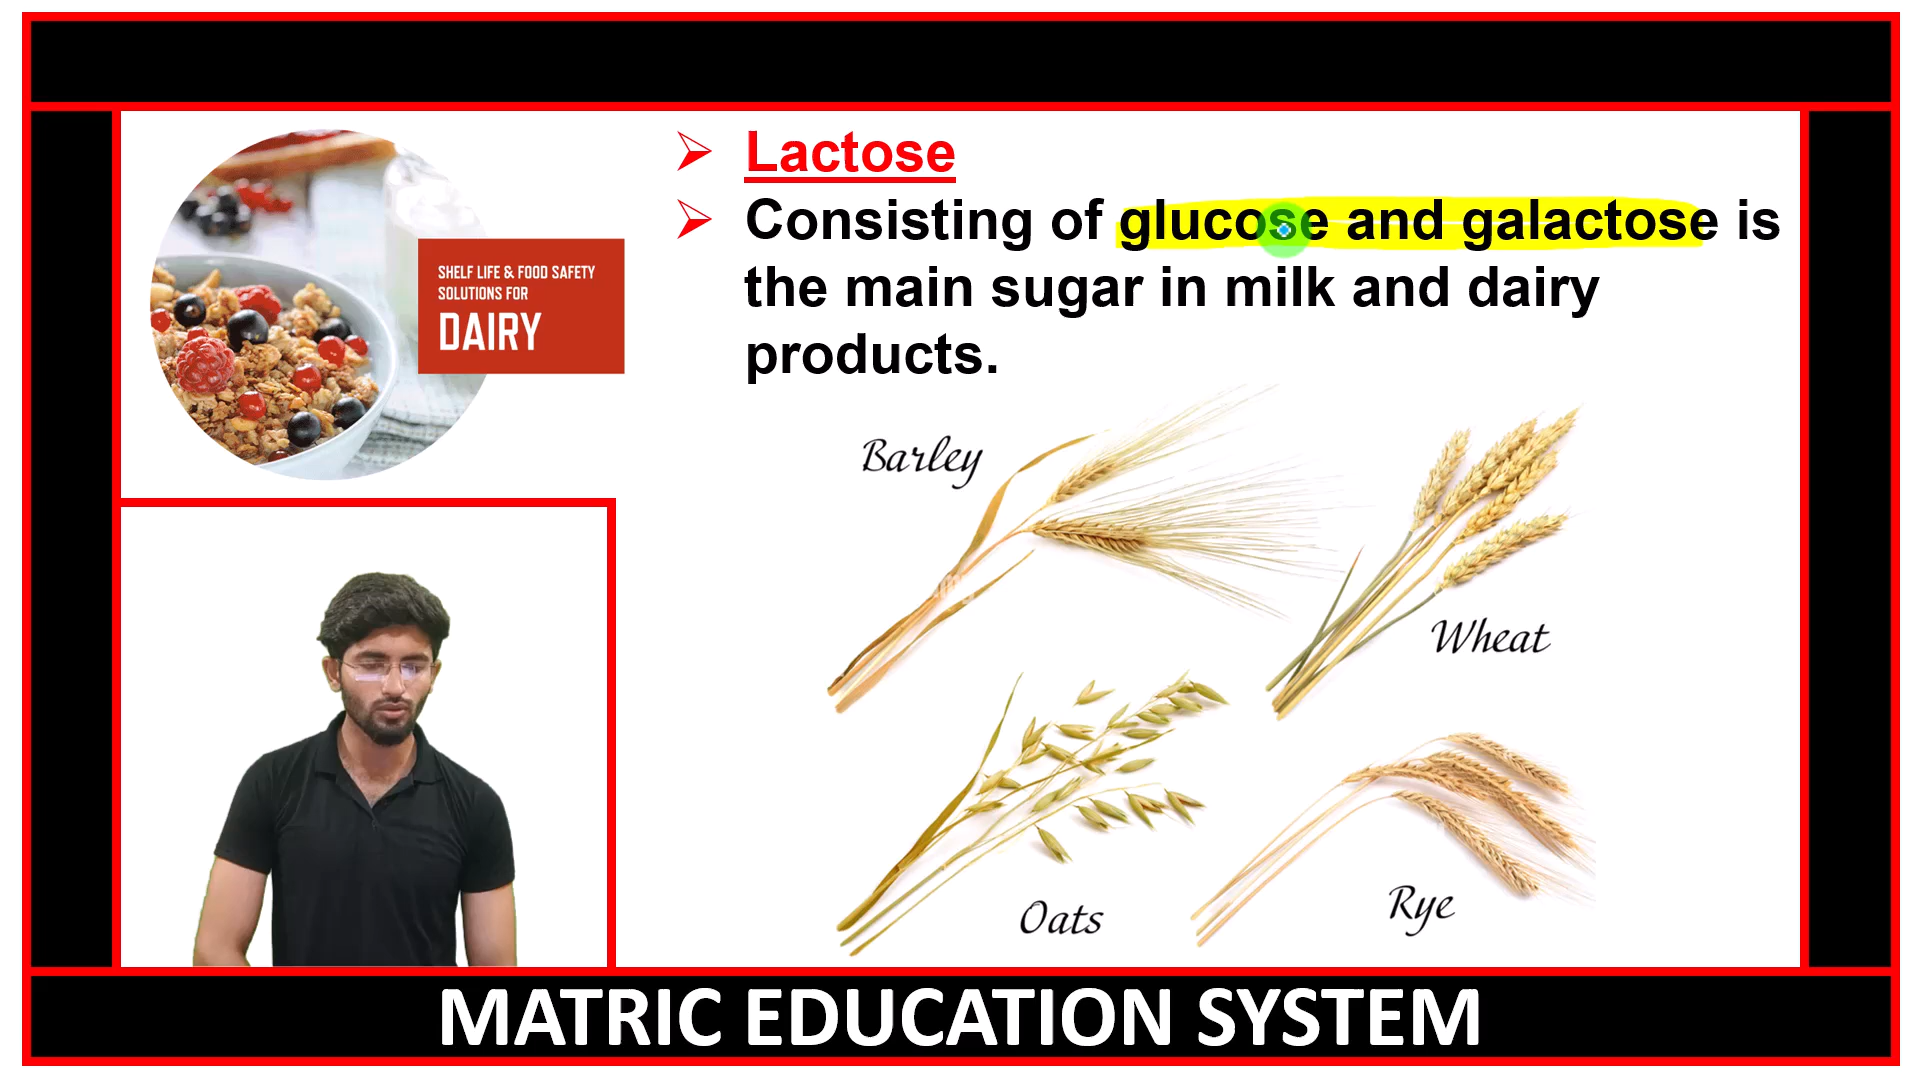 Lactose
Consisting of glucose and galactose is
the main sugar in milk and dairy
products.
SHELF LIFE & FOOD SAFETY
SOLUTIONS FOR
DAIRY
Barley
Wheat
Oats
Rye
MATRIC EDUCATION SYSTEM